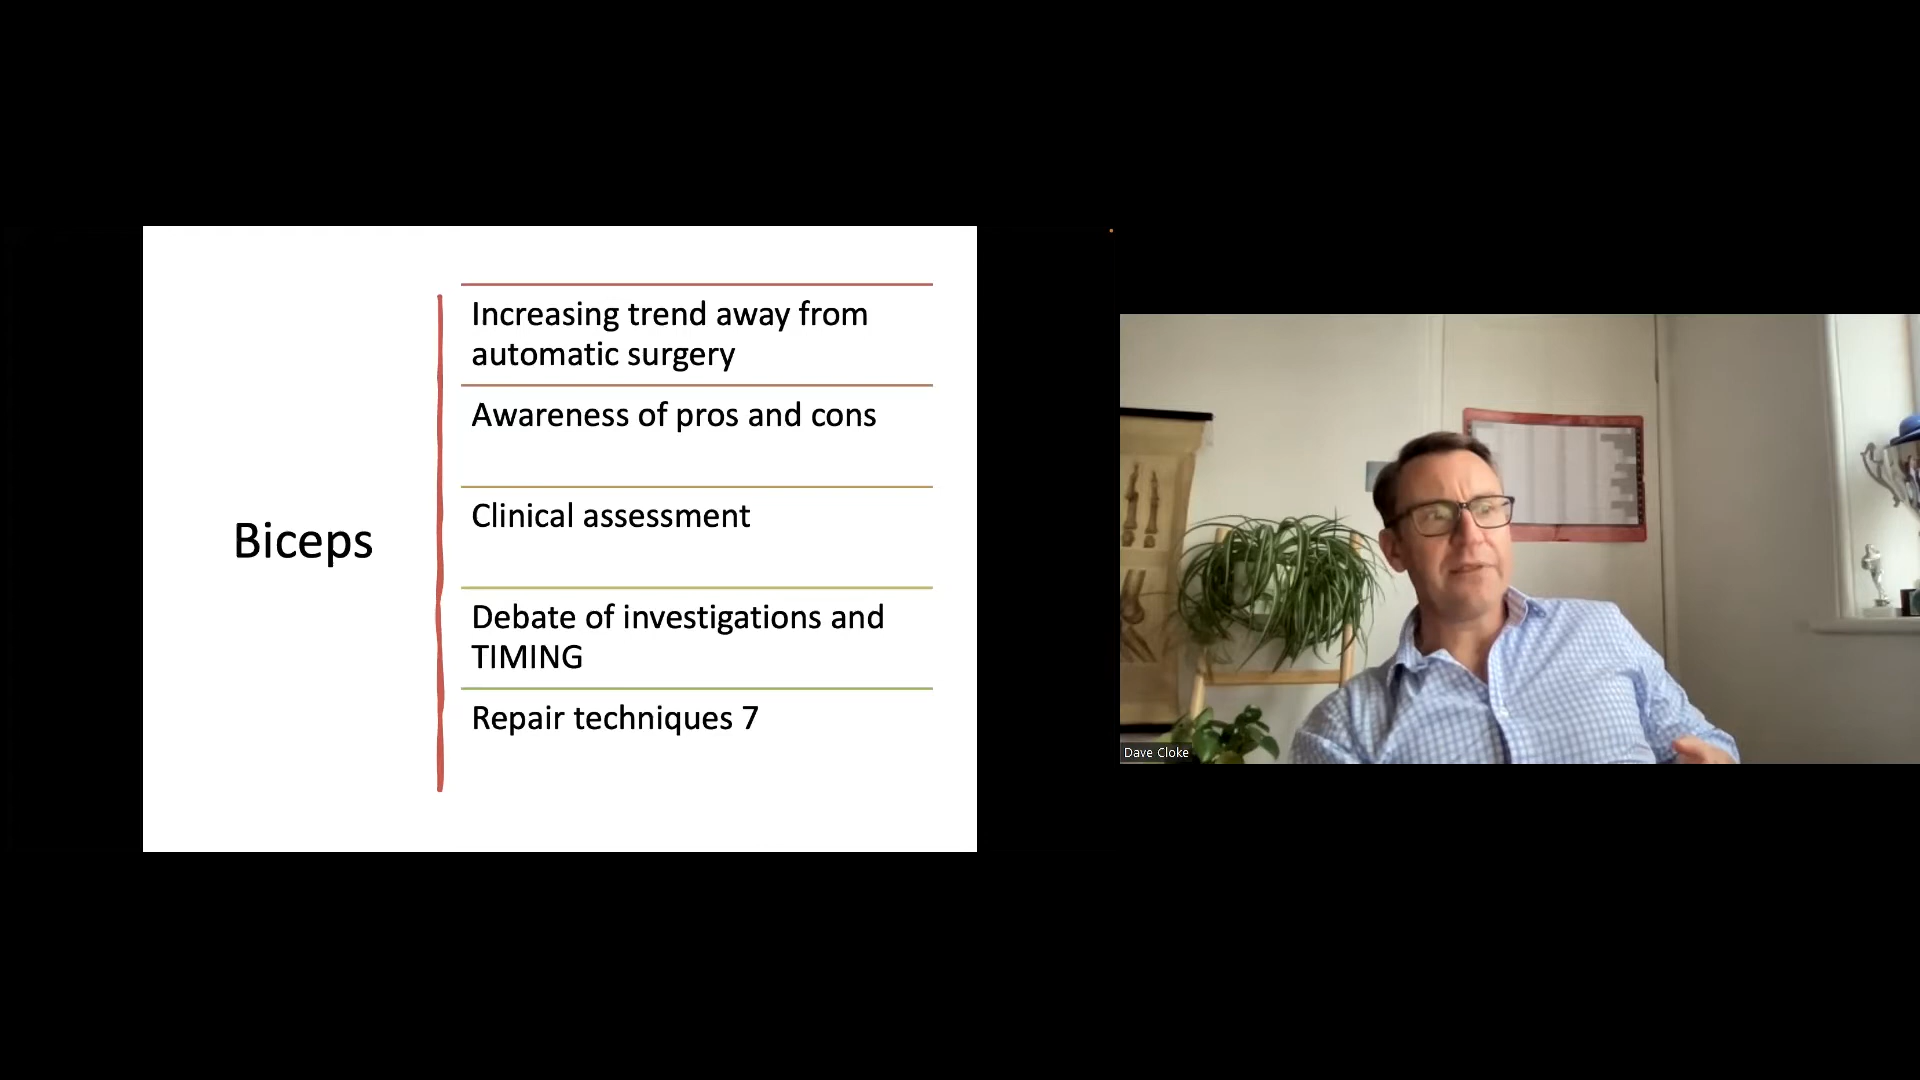 Biceps
Increasing trend away from
automatic surgery
Awareness of pros and cons
Clinical assessment
Debate of investigations and
TIMING
Repair techniques 7
Dave Cloke